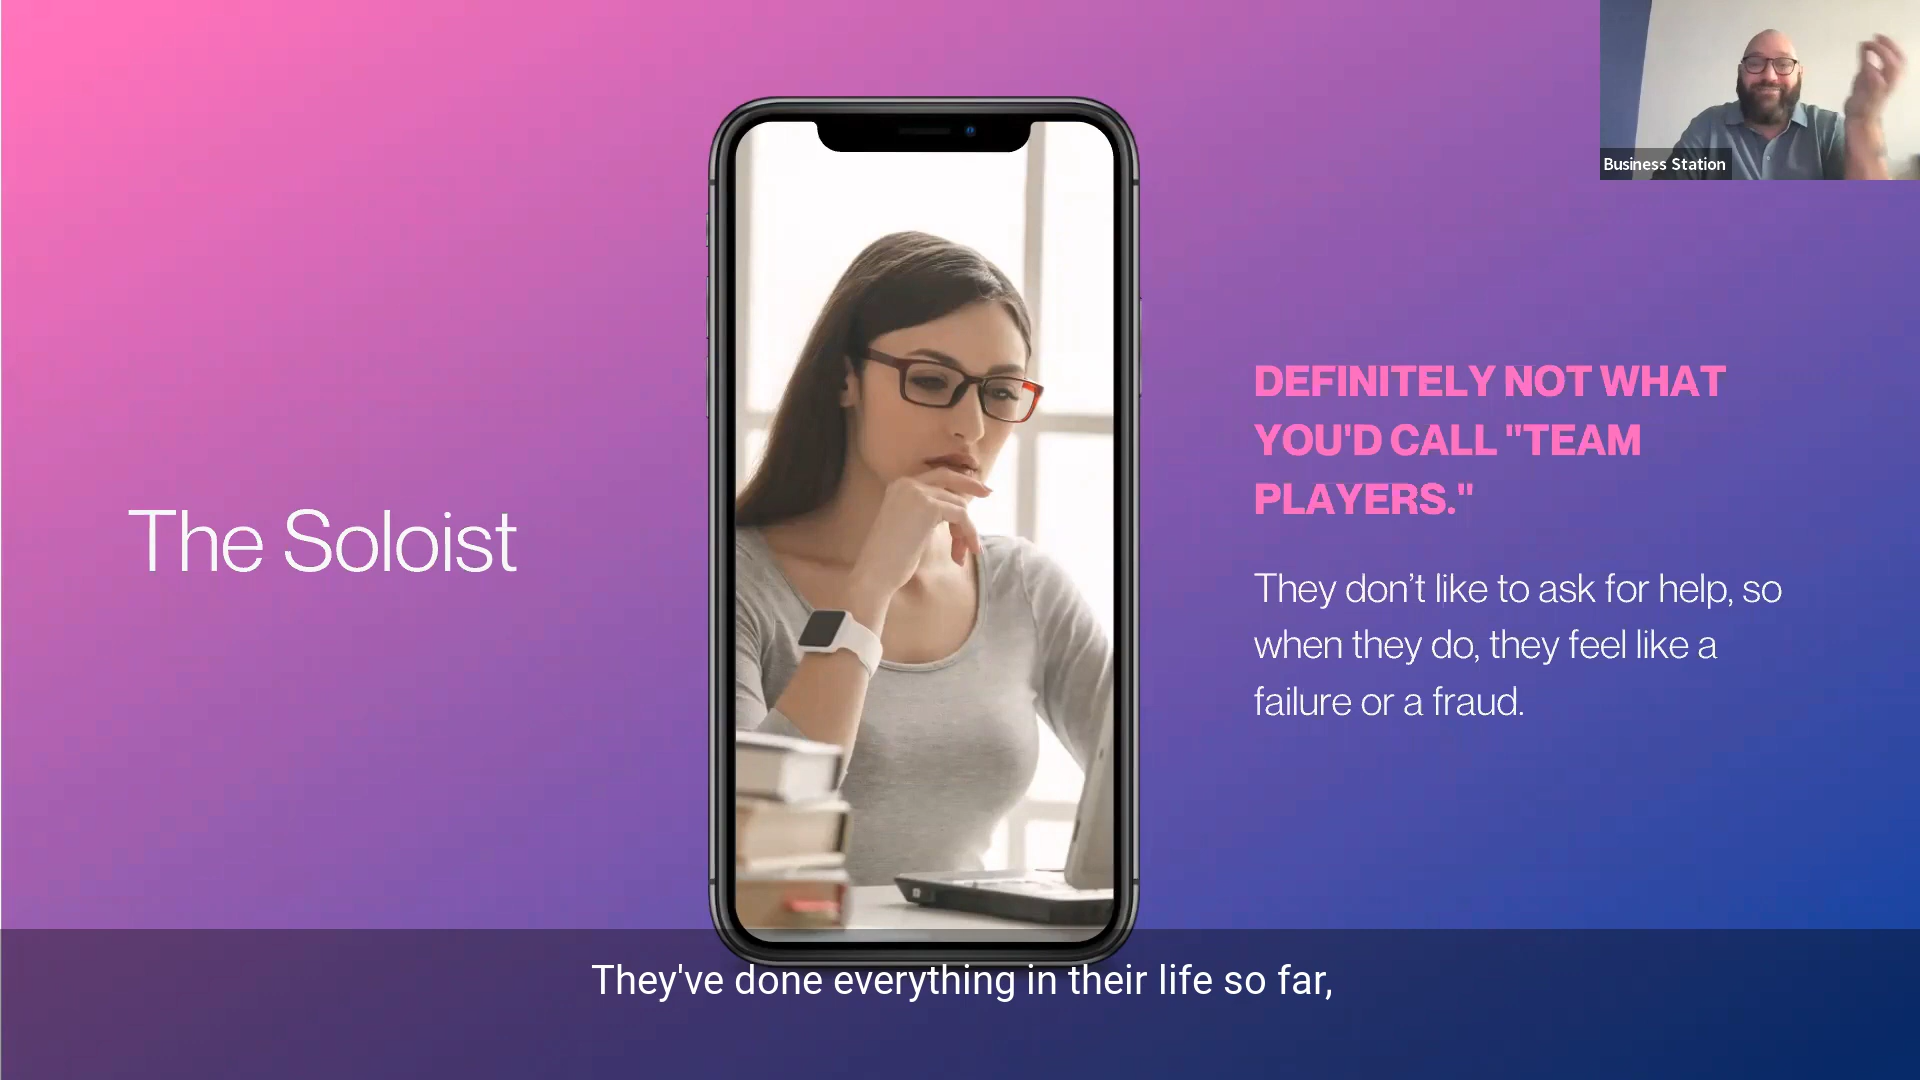 Business Station
The Soloist
DEFINITELY NOT WHAT
YOU'D CALL "TEAM
PLAYERS."
They don’t like to ask for help, so
when they do, they feel like a
failure or a fraud.
They've done everything in their life so far,